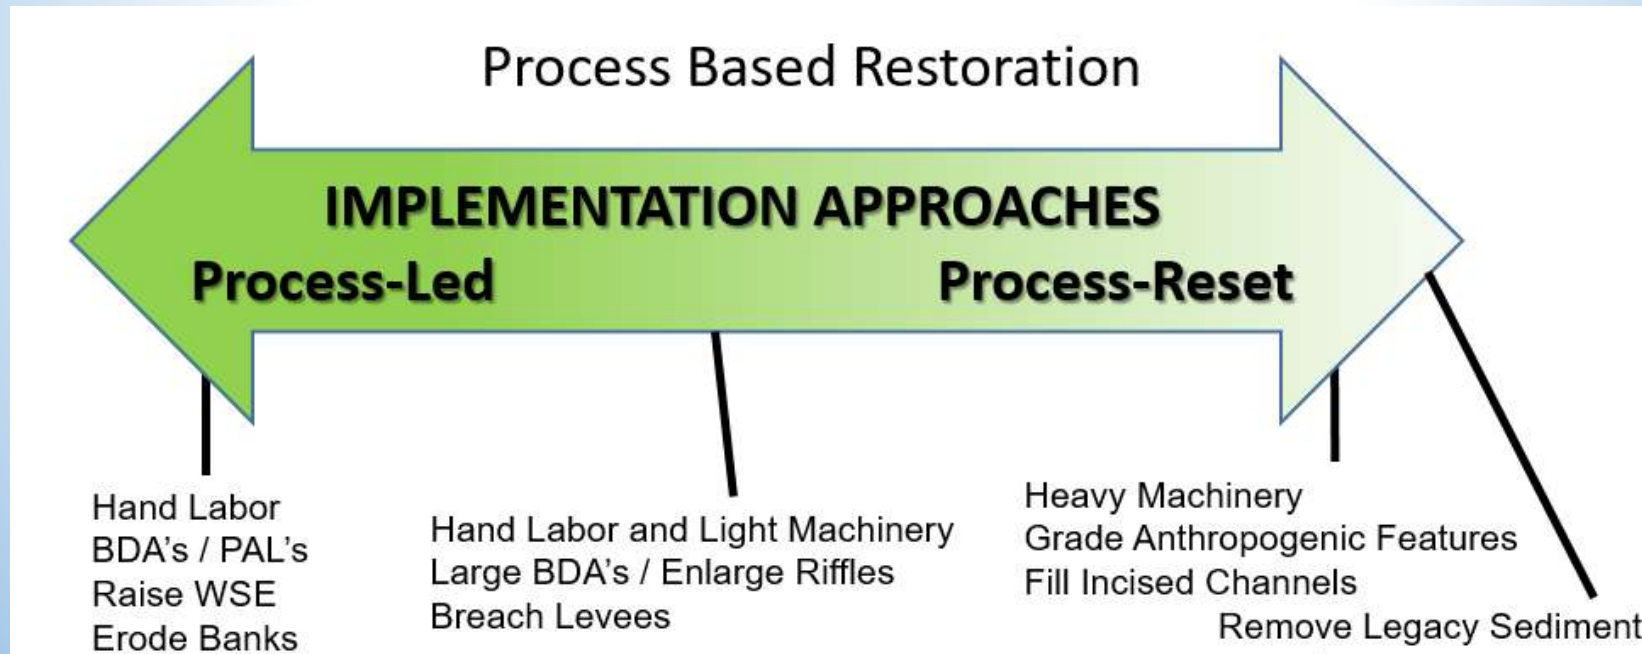 Process Based Restoration
IMPLEMENTATION APPROACHES
Process-Led
Process-Reset
Hand Labor
BDA's / PAL's
Raise WSE
Erode Banks
Hand Labor and Light Machinery
Large BDA's / Enlarge Riffles
Breach Levees
Heavy Machinery
Grade Anthropogenic Features
Fill Incised Channels
Remove Legacy Sediment